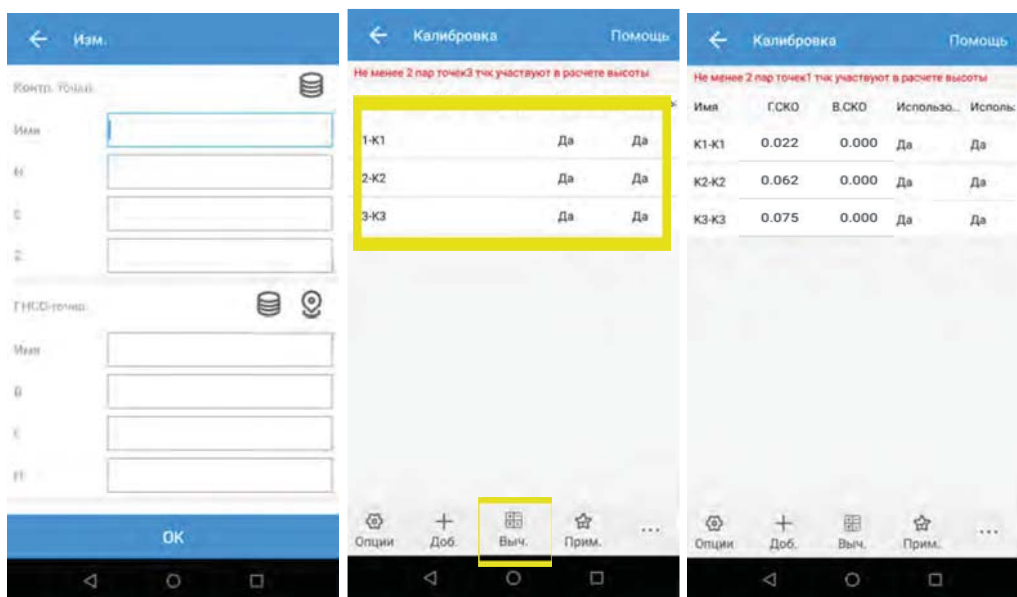 Изм.
Контр. точки
Имя
ГНСС-точка
Имя
B
OK
Калибровка Помощь
Не менее 2 пар точек3 тчк участвуют в расчете высоты
1-K1 Да Да
2-K2 Да Да
3-K3 Да Да
Опции Доб. Выч. Прим. ...
Калибровка Помощь
Не менее 2 пар точек1 тчк участвуют в расчете высоты
Имя Г.СКО В.СКО Использо... Исполь:
K1-K1 0.022 0.000 Да Да
K2-K2 0.062 0.000 Да Да
K3-K3 0.075 0.000 Да Да
Опции Доб. Выч. Прим. ...